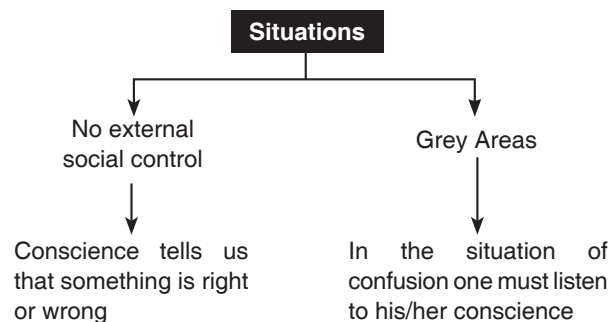 Situations
No external
social control
Grey Areas
Conscience tells us
that something is right
or wrong
In the situation of
confusion one must listen
to his/her conscience